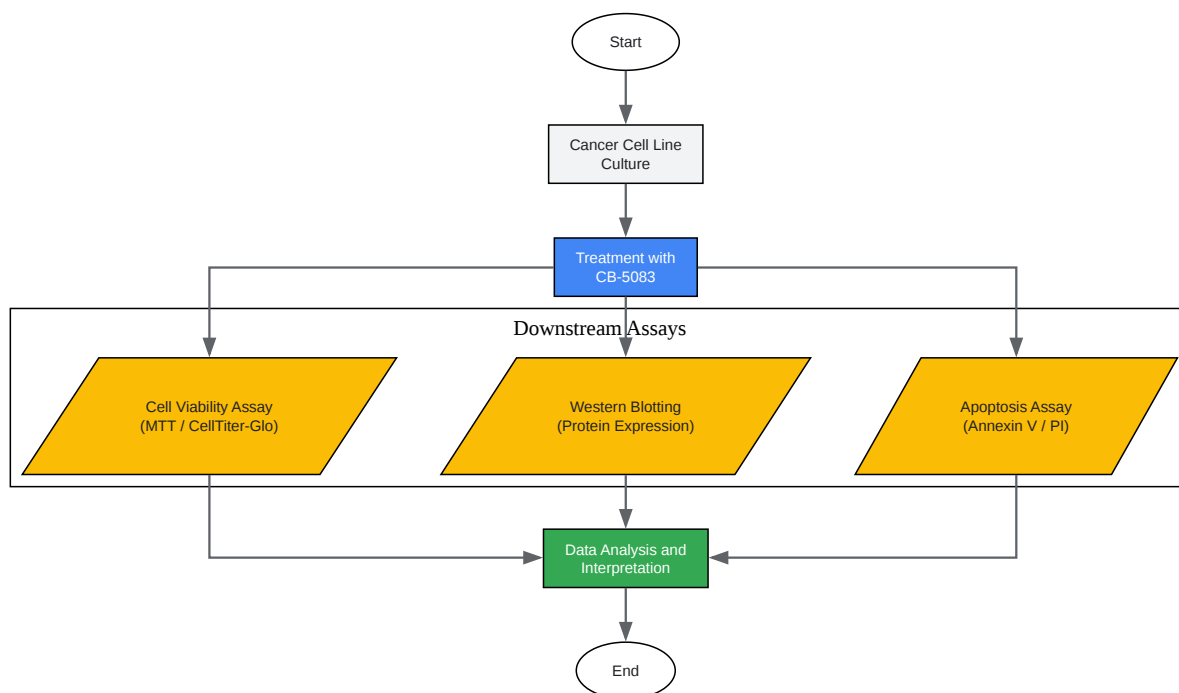 Start
Cancer Cell Line
Culture
Treatment with
CB-5083
Downstream Assays
Cell Viability Assay
(MTT / CellTiter-Glo)
Western Blotting
(Protein Expression)
Apoptosis Assay
(Annexin V / PI)
Data Analysis and
Interpretation
End